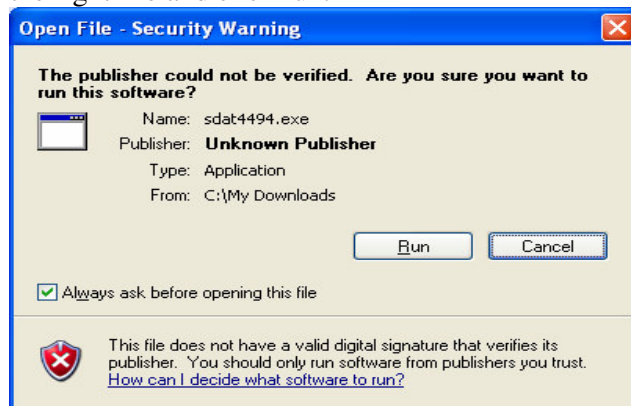 Open File - Security Warning
The publisher could not be verified. Are you sure you want to
run this software?
Name: sdat4494.exe
Publisher: Unknown Publisher
Type: Application
From: C:\My Downloads
Run Cancel
Always ask before opening this file
This file does not have a valid digital signature that verifies its
publisher. You should only run software from publishers you trust.
How can I decide what software to run?